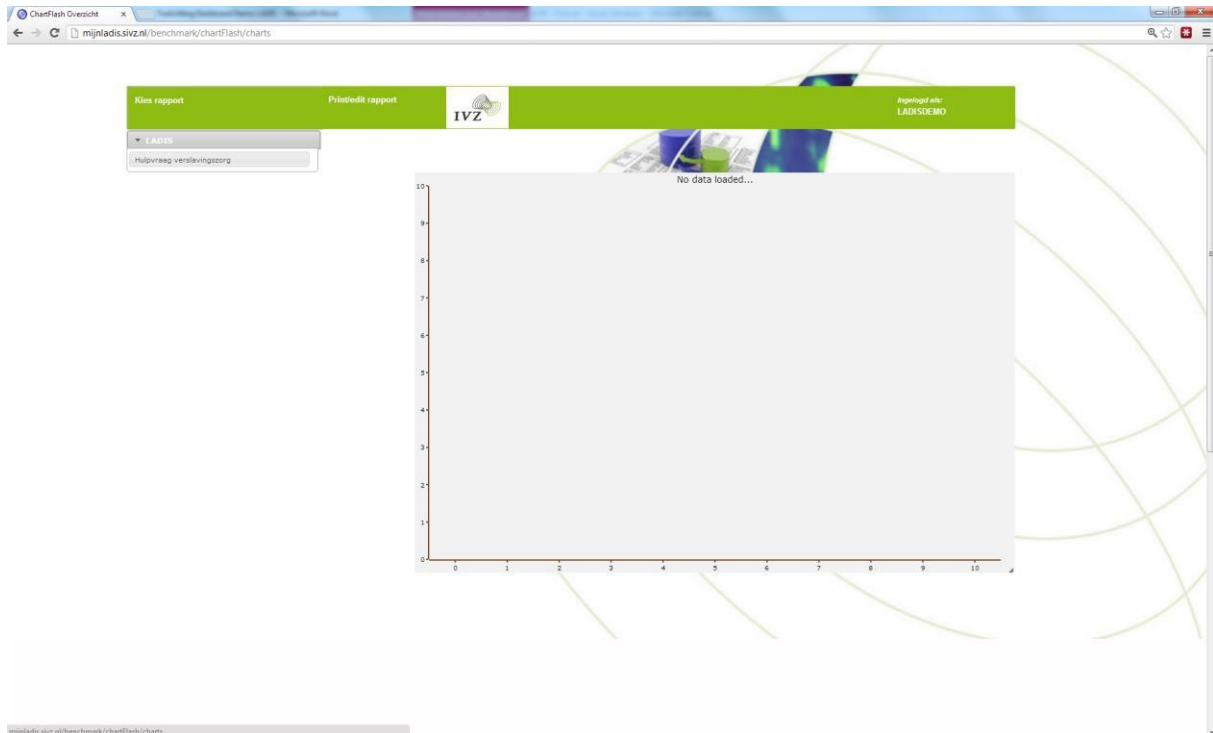 ChartFlash Overzicht
mijnladis.sivz.nl/benchmark/chartFlash/charts
Kies rapport
Print/edit rapport
IVZ
Ingelogd als:
LADISDEMO
LADIS
Hulpvraag verslavingszorg
No data loaded...
10
9
8
7
6
5
4
3
2
1
0
0 1 2 3 4 5 6 7 8 9 10
mijnladis.sivz.nl/benchmark/chartFlash/charts